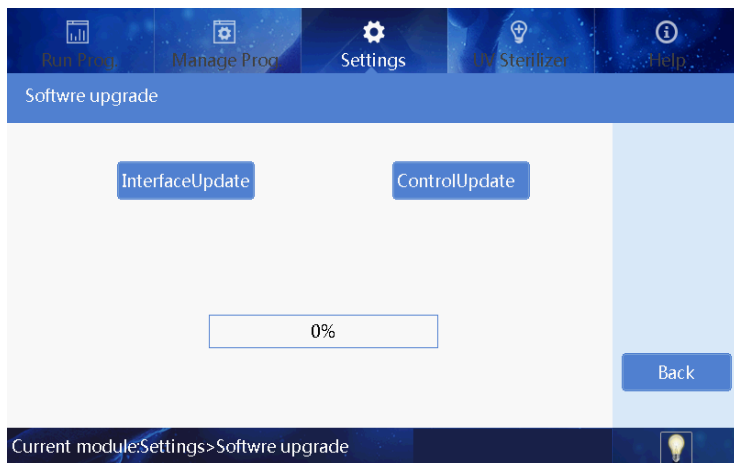 Run Prog.
Manage Prog.
Settings
UV Sterilizer
Help
Softwre upgrade
InterfaceUpdate
ControlUpdate
0%
Back
Current module:Settings>Softwre upgrade